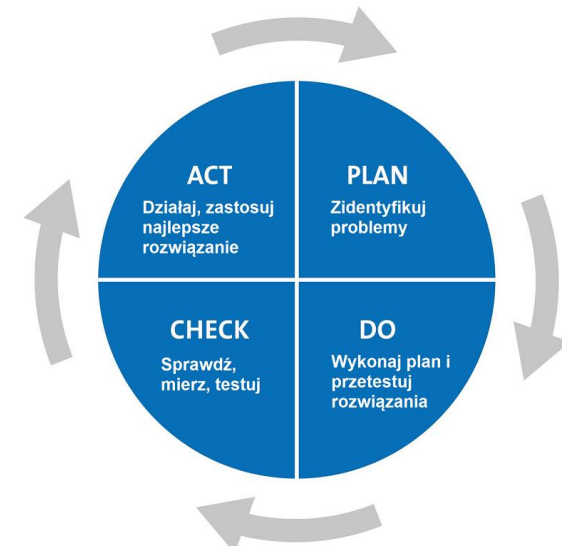 ACT
Działaj, zastosuj
najlepsze
rozwiązanie
PLAN
Zidentyfikuj
problemy
CHECK
Sprawdź,
mierz, testuj
DO
Wykonaj plan i
przetestuj
rozwiązania